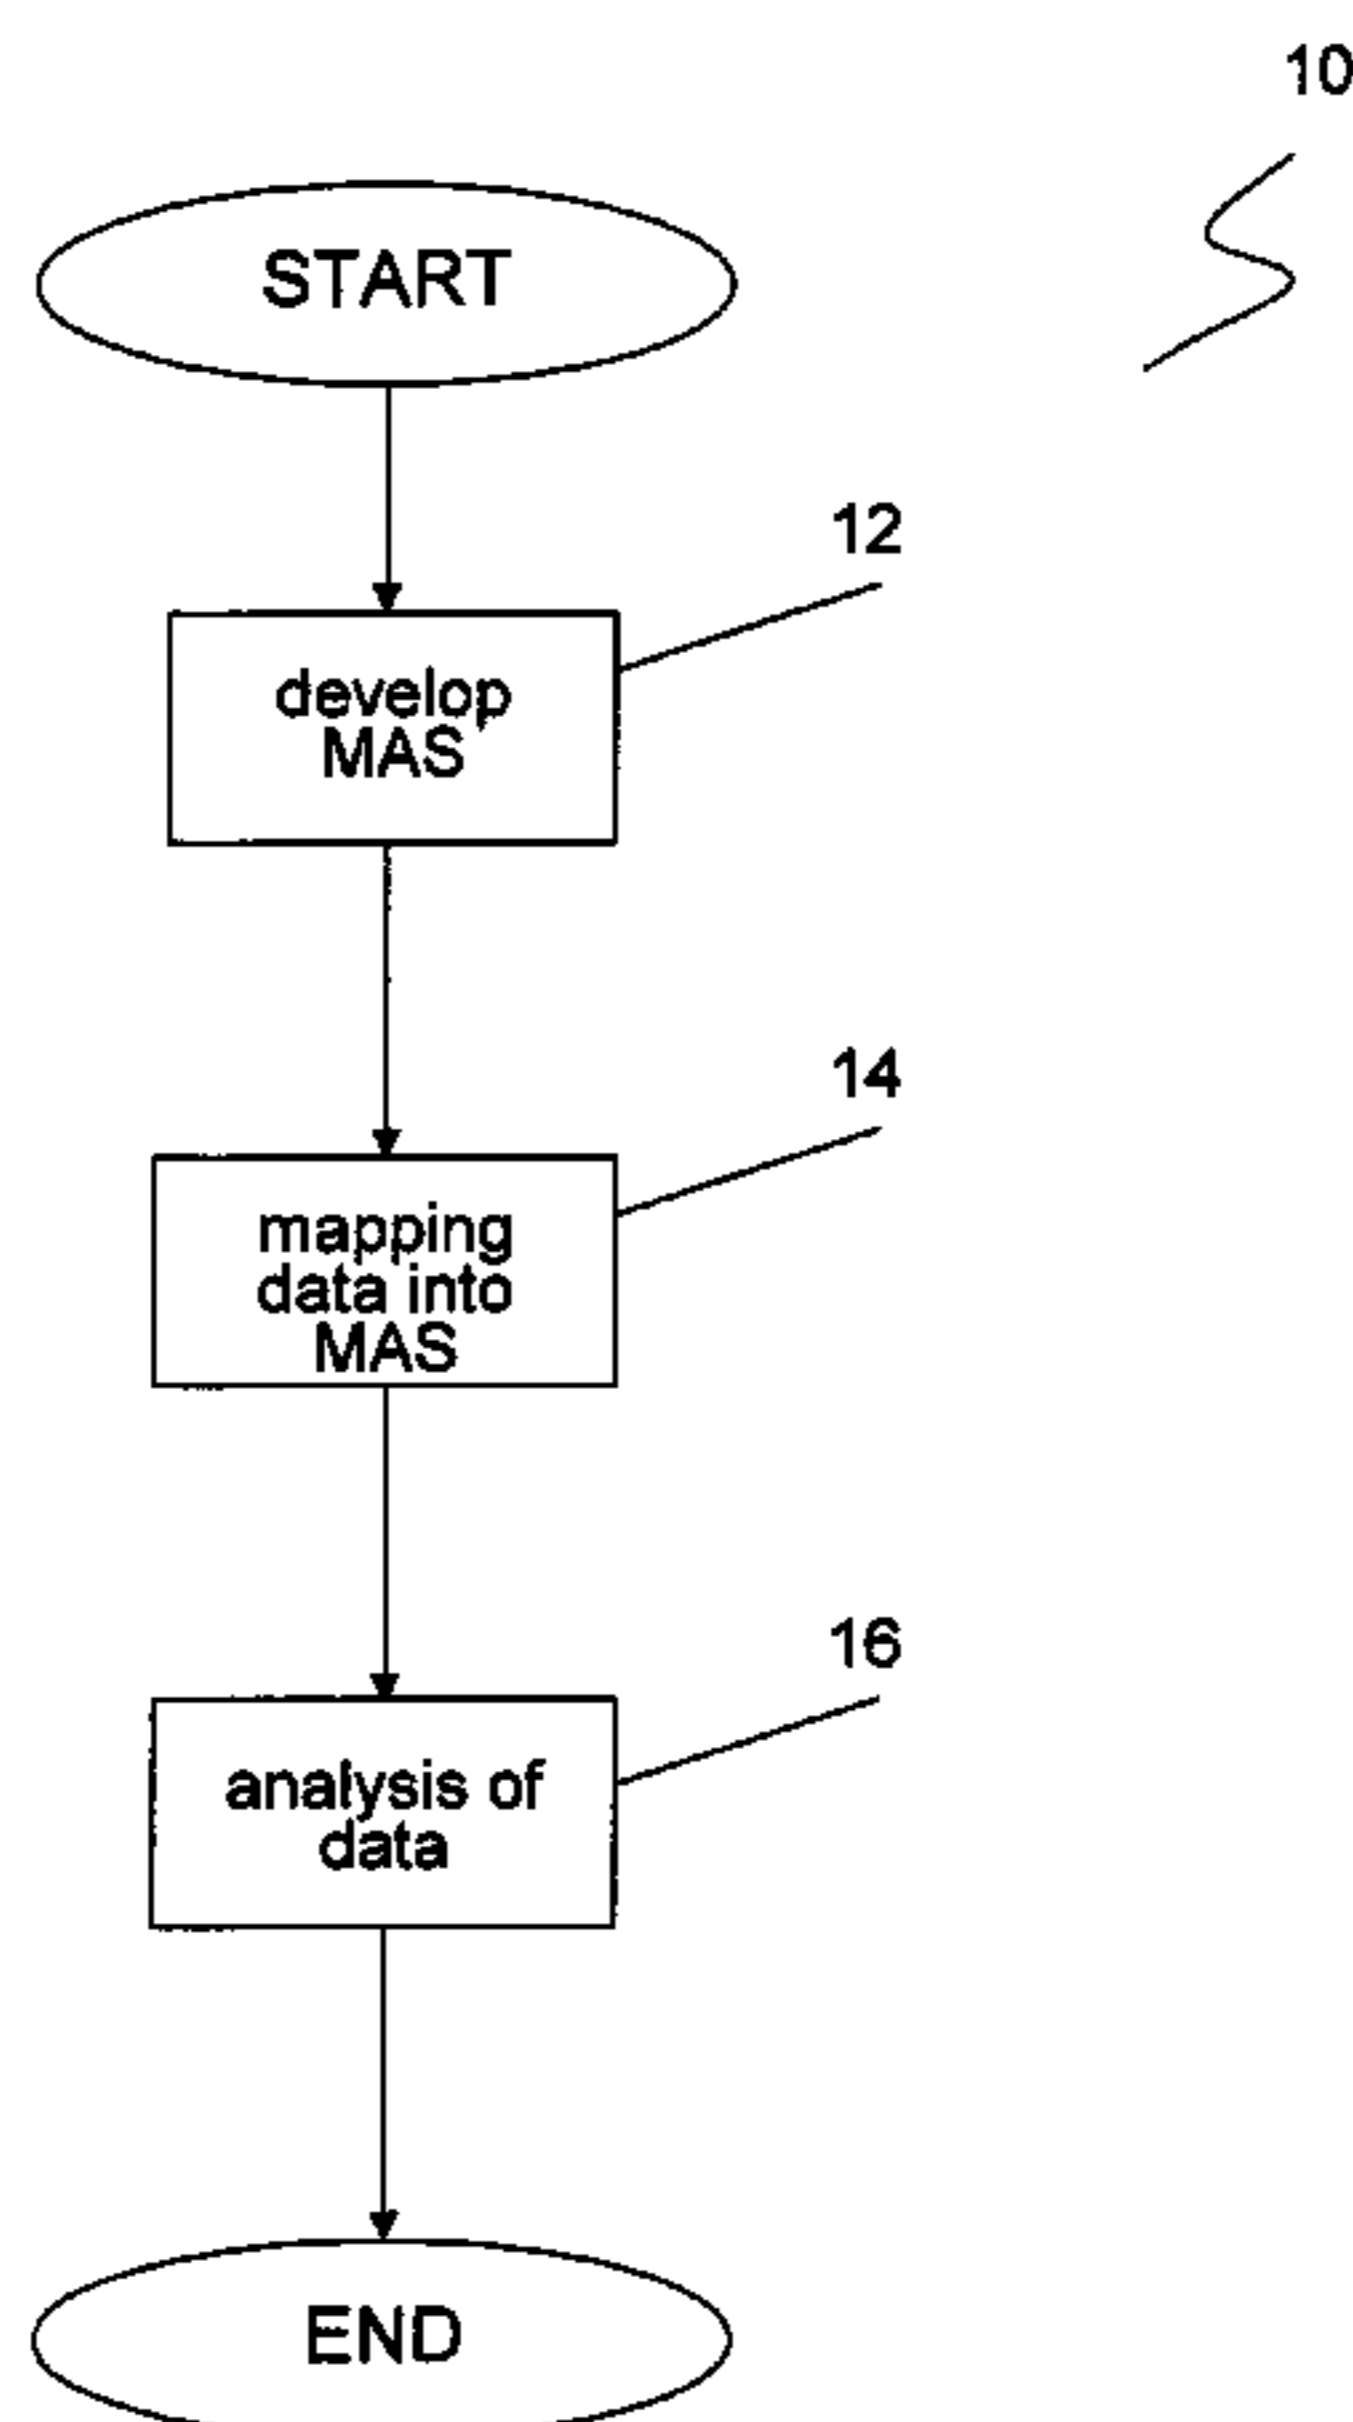 10
START
12
develop
MAS
14
mapping
data into
MAS
16
analysis of
data
END